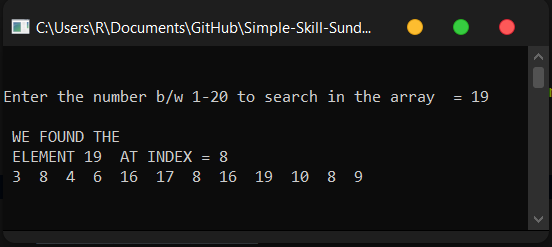 C:\Users\R\Documents\GitHub\Simple-Skill-Sund...
Enter the number b/w 1-20 to search in the array  = 19
WE FOUND THE
ELEMENT 19  AT INDEX = 8
3  8  4  6  16  17  8  16  19  10  8  9